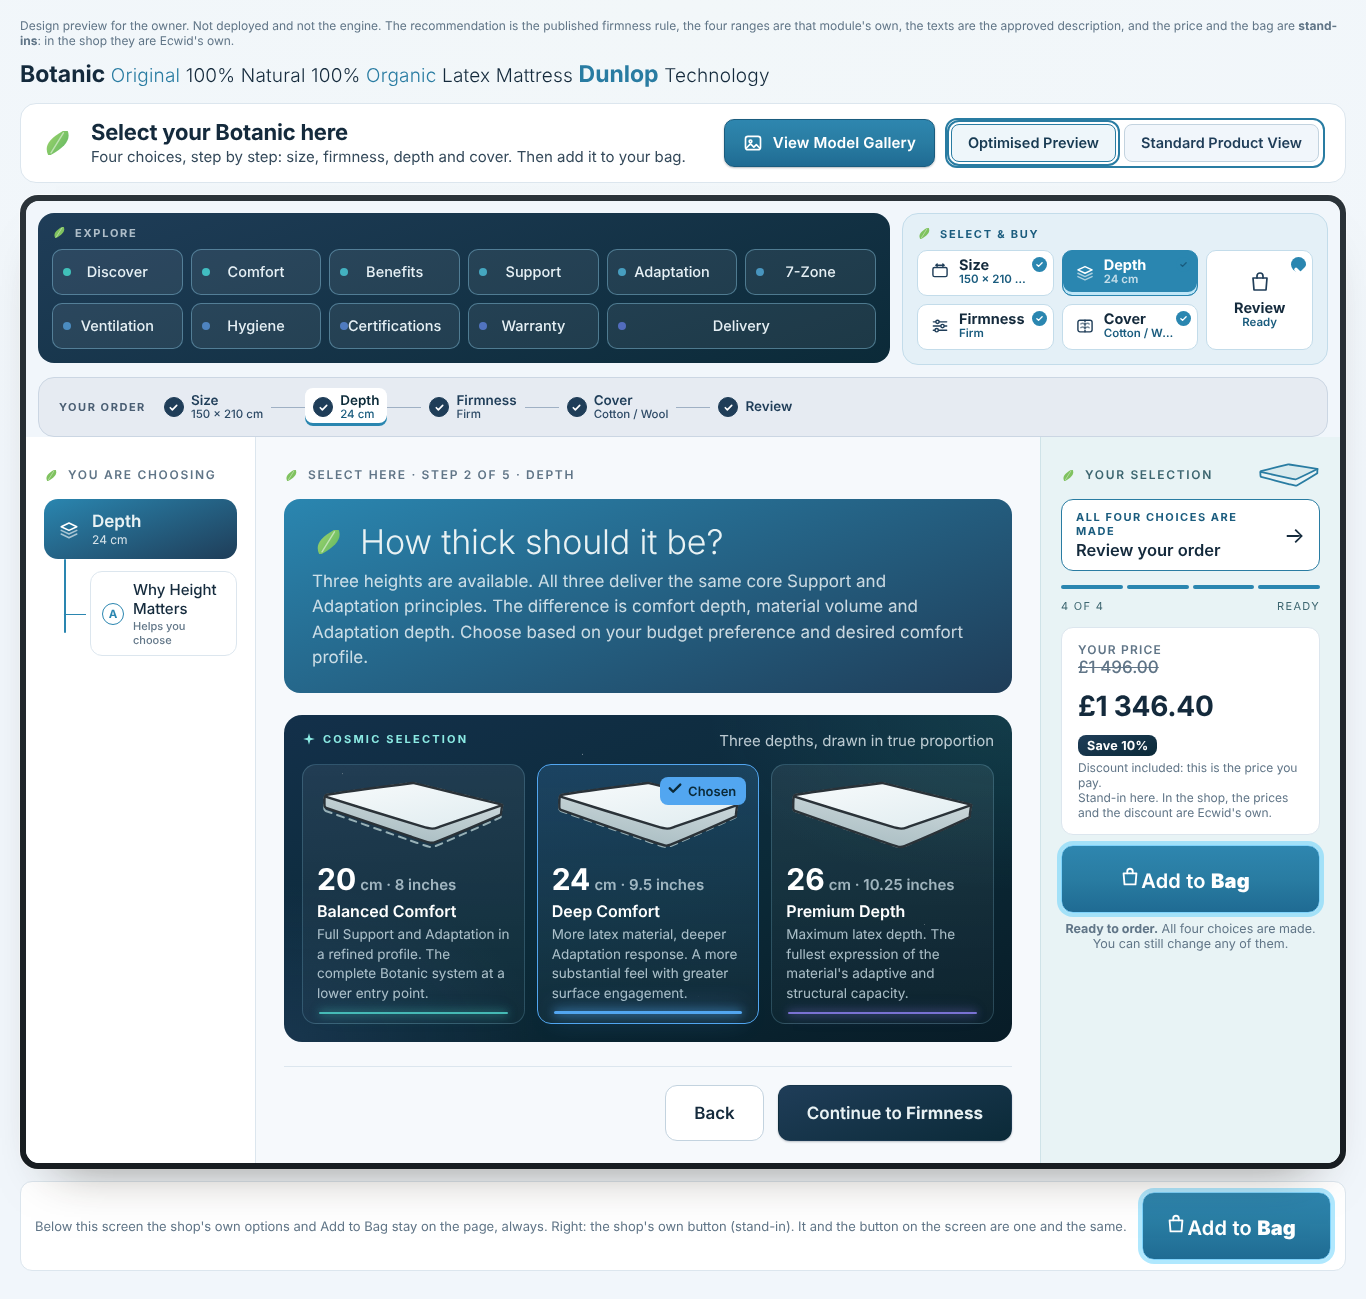 Design preview for the owner. Not deployed and not the engine. The recommendation is the published firmness rule, the four ranges are that module's own, the texts are the approved description, and the price and the bag are stand-
ins: in the shop they are Ecwid's own.
Botanic Original 100% Natural 100% Organic Latex Mattress Dunlop Technology
Select your Botanic here
Four choices, step by step: size, firmness, depth and cover. Then add it to your bag.
View Model Gallery
Optimised Preview
Standard Product View
EXPLORE
Discover
Comfort
Benefits
Support
Adaptation
7-Zone
Ventilation
Hygiene
Certifications
Warranty
Delivery
SELECT & BUY
Size
150 × 210 ...
Depth
24 cm
Firmness
Firm
Cover
Cotton / W...
Review
Ready
YOUR ORDER
Size
150 × 210 cm
Depth
24 cm
Firmness
Firm
Cover
Cotton / Wool
Review
YOU ARE CHOOSING
Depth
24 cm
A
Why Height
Matters
Helps you
choose
SELECT HERE · STEP 2 OF 5 · DEPTH
How thick should it be?
Three heights are available. All three deliver the same core Support and
Adaptation principles. The difference is comfort depth, material volume and
Adaptation depth. Choose based on your budget preference and desired comfort
profile.
COSMIC SELECTION
Three depths, drawn in true proportion
20 cm · 8 inches
Balanced Comfort
Full Support and Adaptation in
a refined profile. The
complete Botanic system at a
lower entry point.
Chosen
24 cm · 9.5 inches
Deep Comfort
More latex material, deeper
Adaptation response. A more
substantial feel with greater
surface engagement.
26 cm · 10.25 inches
Premium Depth
Maximum latex depth. The
fullest expression of the
material's adaptive and
structural capacity.
Back
Continue to Firmness
YOUR SELECTION
ALL FOUR CHOICES ARE
MADE
Review your order
4 OF 4
READY
YOUR PRICE
£1 496.00
£1 346.40
Save 10%
Discount included: this is the price you
pay.
Stand-in here. In the shop, the prices
and the discount are Ecwid's own.
Add to Bag
Ready to order. All four choices are made.
You can still change any of them.
Below this screen the shop's own options and Add to Bag stay on the page, always. Right: the shop's own button (stand-in). It and the button on the screen are one and the same.
Add to Bag